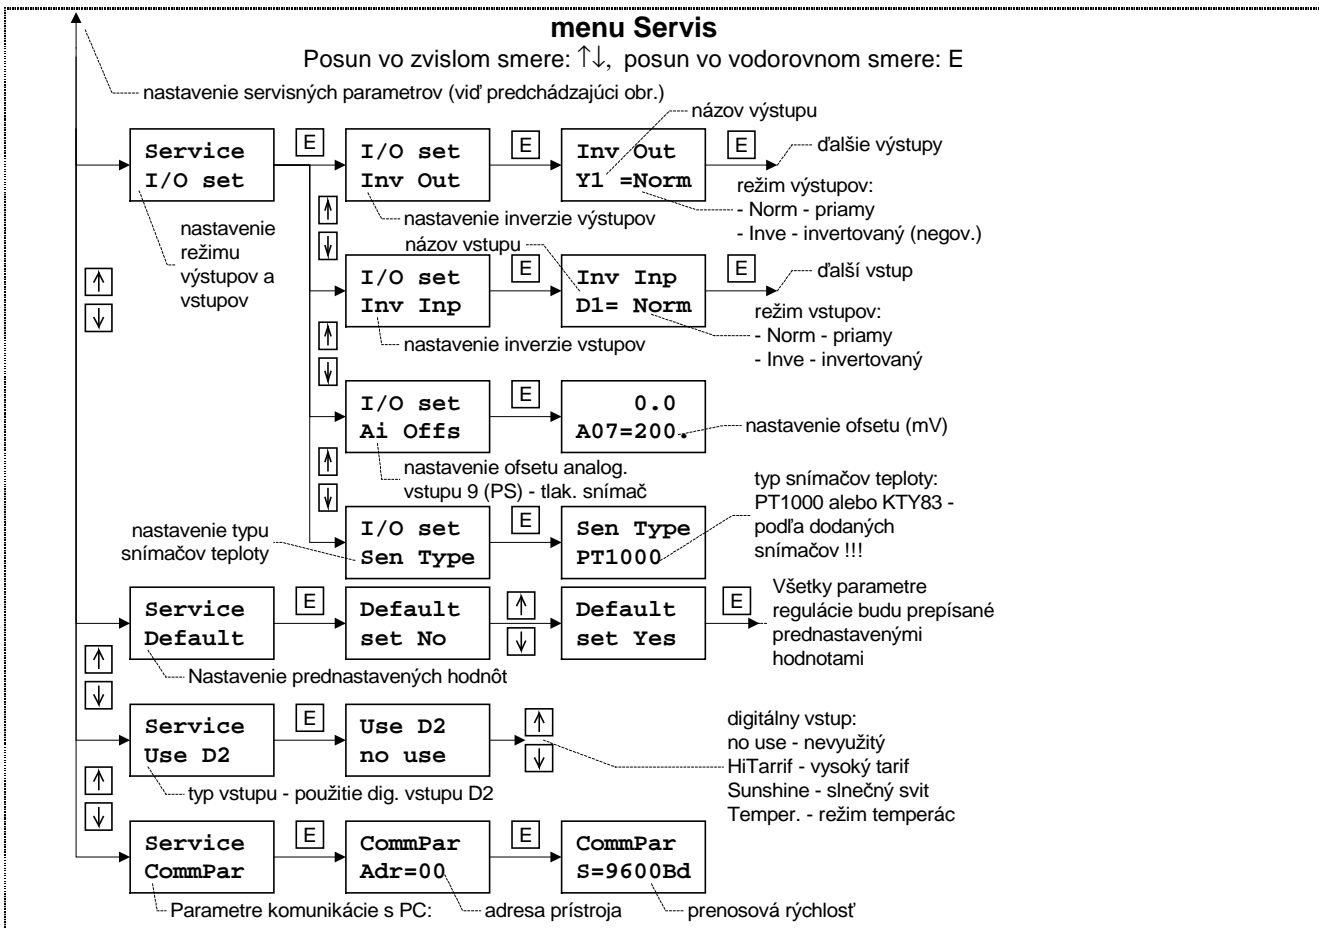 menu Servis
Posun vo zvislom smere: ↑↓, posun vo vodorovnom smere: E
nastavenie servisných parametrov (viď predchádzajúci obr.)
názov výstupu
Service
I/O set
E
I/O set
Inv Out
E
Inv Out
Y1 =Norm
E
ďalšie výstupy
režim výstupov:
- Norm - priamy
- Inve - invertovaný (negov.)
nastavenie
režimu
výstupov a
vstupov
↑
↓
nastavenie inverzie výstupov
názov vstupu
↑
↓
I/O set
Inv Inp
E
Inv Inp
D1= Norm
E
ďalší vstup
režim vstupov:
- Norm - priamy
- Inve - invertovaný
nastavenie inverzie vstupov
↑
↓
I/O set
Ai Offs
E
0.0
A07=200.
nastavenie ofsetu (mV)
nastavenie ofsetu analog.
vstupu 9 (PS) - tlak. snímač
↑
↓
typ snímačov teploty:
PT1000 alebo KTY83 -
podľa dodaných
snímačov !!!
nastavenie typu
snímačov teploty
I/O set
Sen Type
E
Sen Type
PT1000
Service
Default
E
Default
set No
↑
↓
Default
set Yes
E
Všetky parametre
regulácie budu prepísané
prednastavenými
hodnotami
Nastavenie prednastavených hodnôt
↑
↓
Service
Use D2
E
Use D2
no use
↑
↓
digitálny vstup:
no use - nevyužitý
HiTarrif - vysoký tarif
Sunshine - slnečný svit
Temper. - režim temperác
typ vstupu - použitie dig. vstupu D2
↑
↓
Service
CommPar
E
CommPar
Adr=00
E
CommPar
S=9600Bd
Parametre komunikácie s PC:
adresa prístroja
prenosová rýchlosť